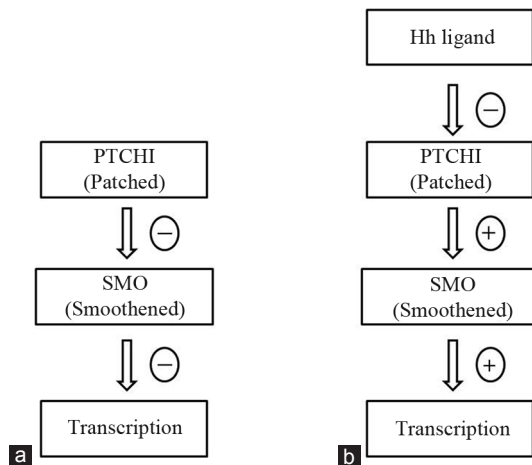 PTCHI
(Patched)
−
SMO
(Smoothened)
−
Transcription
a
Hh ligand
−
PTCHI
(Patched)
+
SMO
(Smoothened)
+
Transcription
b